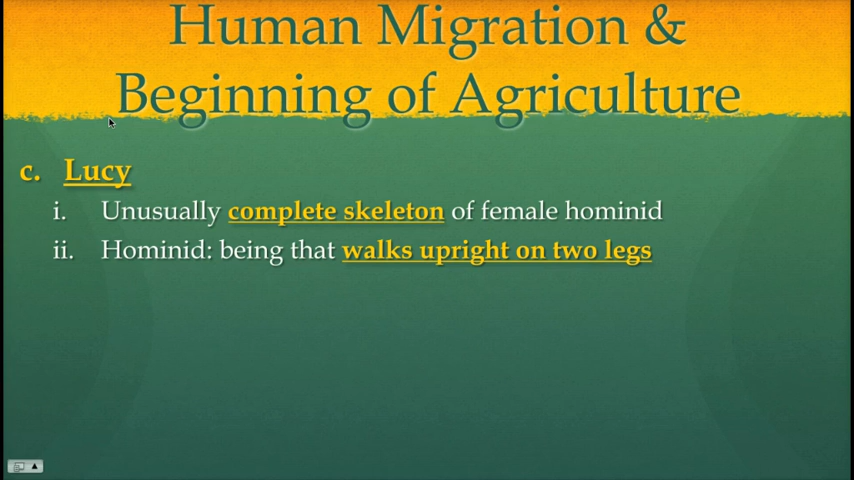 Human Migration &
Beginning of Agriculture
c. Lucy
i. Unusually complete skeleton of female hominid
ii. Hominid: being that walks upright on two legs